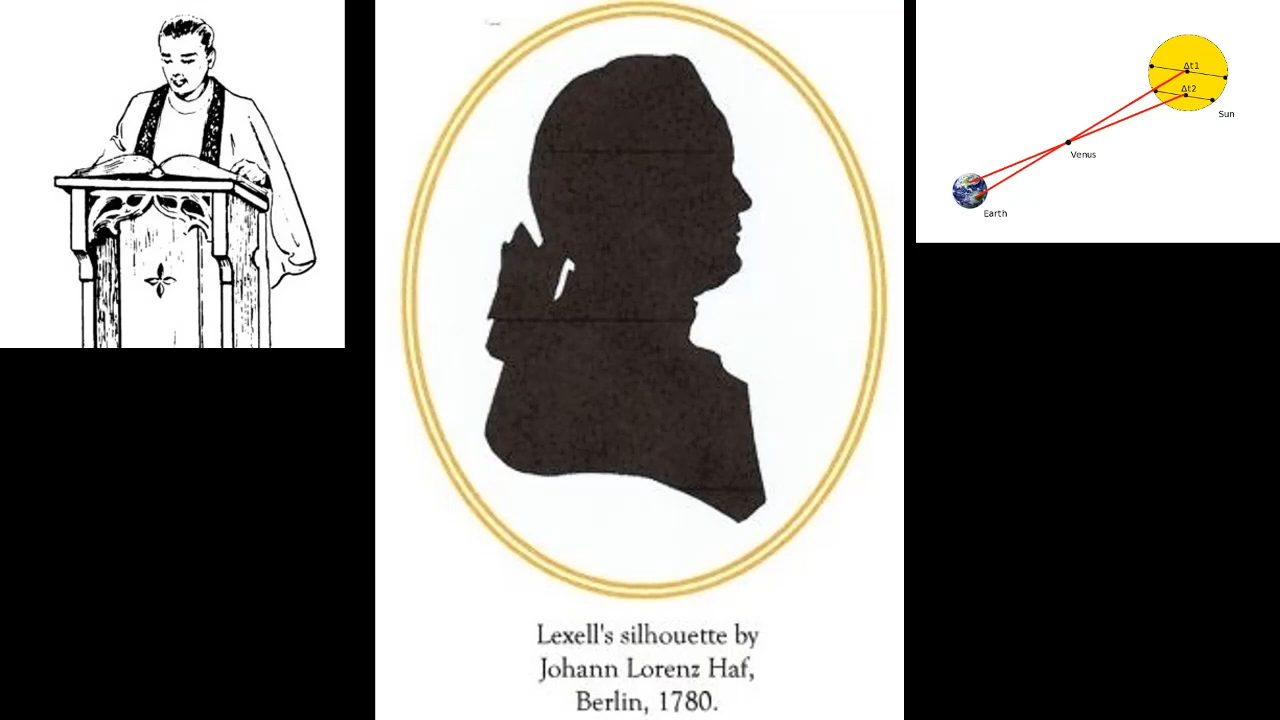 Lexell's silhouette by
Johann Lorenz Haf,
Berlin, 1780.
Δt1
Δt2
Sun
Venus
Earth